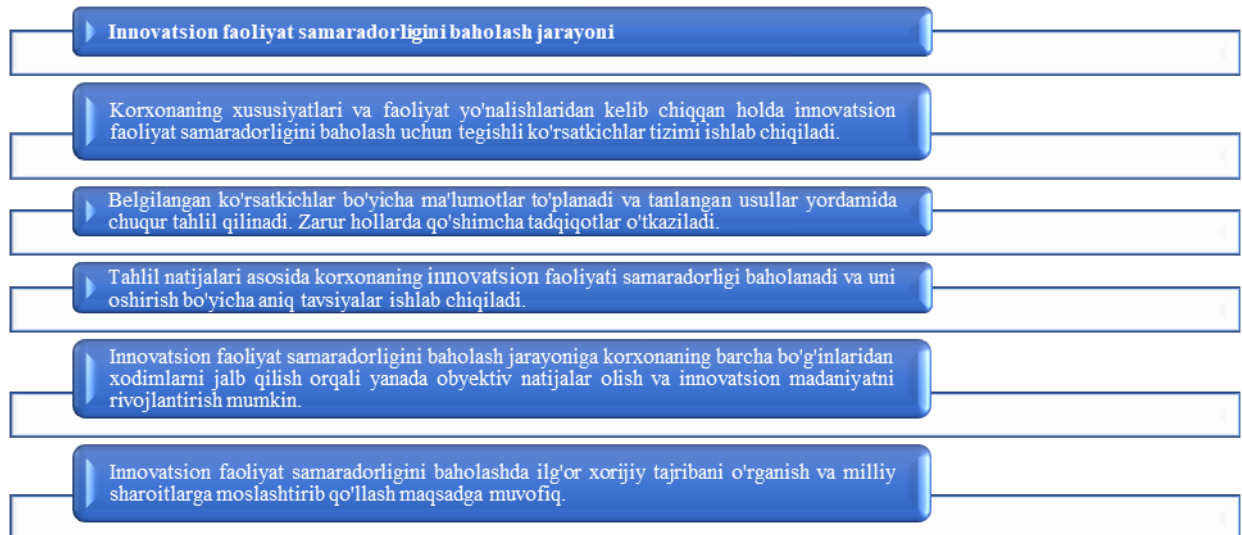 Innovatsion faoliyat samaradorligini baholash jarayoni
Korxonaning xususiyatlari va faoliyat yo'nalishlaridan kelib chiqqan holda innovatsion
faoliyat samaradorligini baholash uchun tegishli ko'rsatkichlar tizimi ishlab chiqiladi.
Belgilangan ko'rsatkichlar bo'yicha ma'lumotlar to'planadi va tanlangan usullar yordamida
chuqur tahlil qilinadi. Zarur hollarda qo'shimcha tadqiqotlar o'tkaziladi.
Tahlil natijalari asosida korxonaning innovatsion faoliyati samaradorligi baholanadi va uni
oshirish bo'yicha aniq tavsiyalar ishlab chiqiladi.
Innovatsion faoliyat samaradorligini baholash jarayoniga korxonaning barcha bo'g'inlaridan
xodimlarni jalb qilish orqali yanada obyektiv natijalar olish va innovatsion madaniyatni
rivojlantirish mumkin.
Innovatsion faoliyat samaradorligini baholashda ilg'or xorijiy tajribani o'rganish va milliy
sharoitlarga moslashtirib qo'llash maqsadga muvofiq.